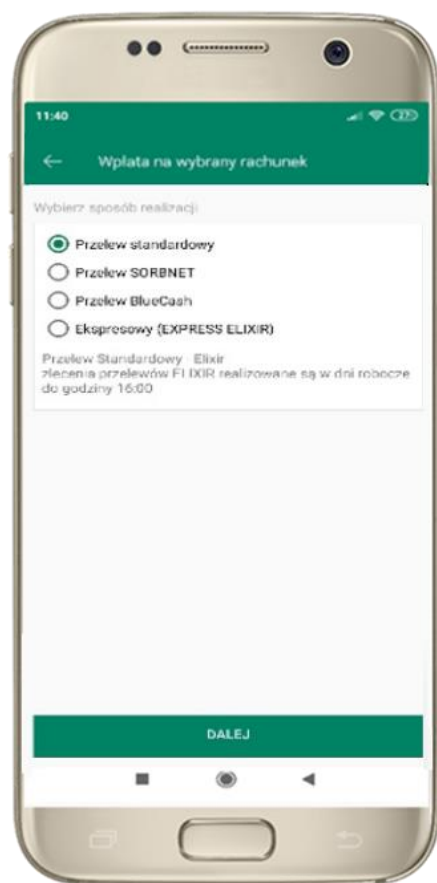 11:40
27
Wpłata na wybrany rachunek
Wybierz sposób realizacji
Przelew standardowy
Przelew SORBNET
Przelew BlueCash
Ekspresowy (EXPRESS ELIXIR)
Przelew Standardowy - Elixir
zlecenia przelewów ELIXIR realizowane są w dni robocze
do godziny 16:00
DALEJ